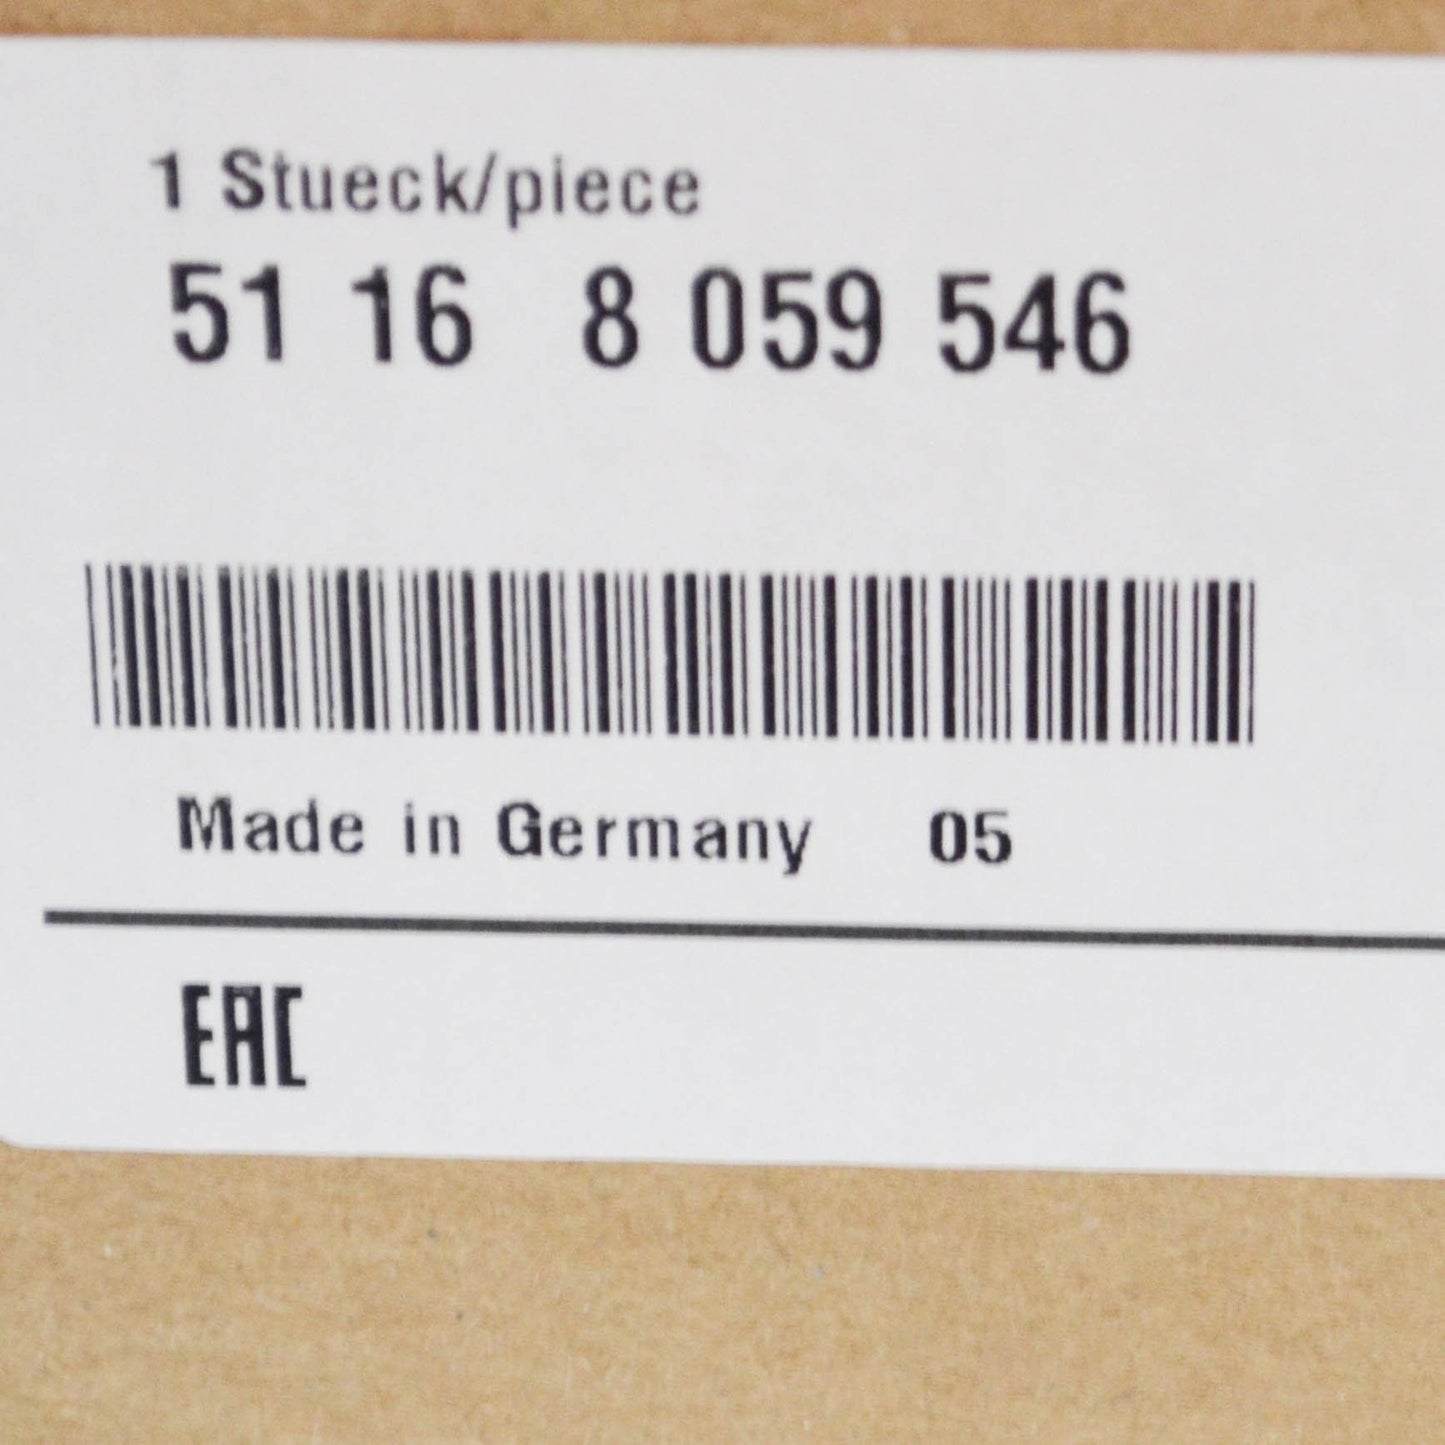 1 Stueck/piece
51 16 8 059 546
Made in Germany 05
EAC